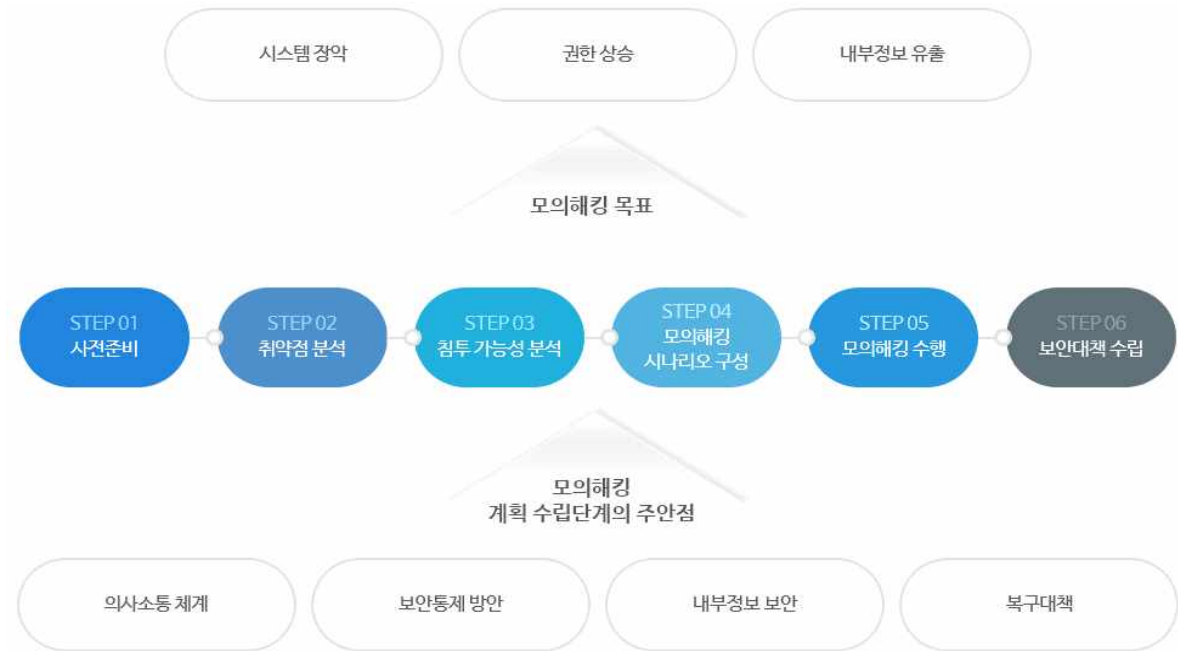 시스템 장악
권한 상승
내부정보 유출
모의해킹 목표
STEP 01
사전준비
STEP 02
취약점 분석
STEP 03
침투 가능성 분석
STEP 04
모의해킹
시나리오 구성
STEP 05
모의해킹 수행
STEP 06
보안대책 수립
모의해킹
계획 수립단계의 주안점
의사소통 체계
보안통제 방안
내부정보 보안
복구대책